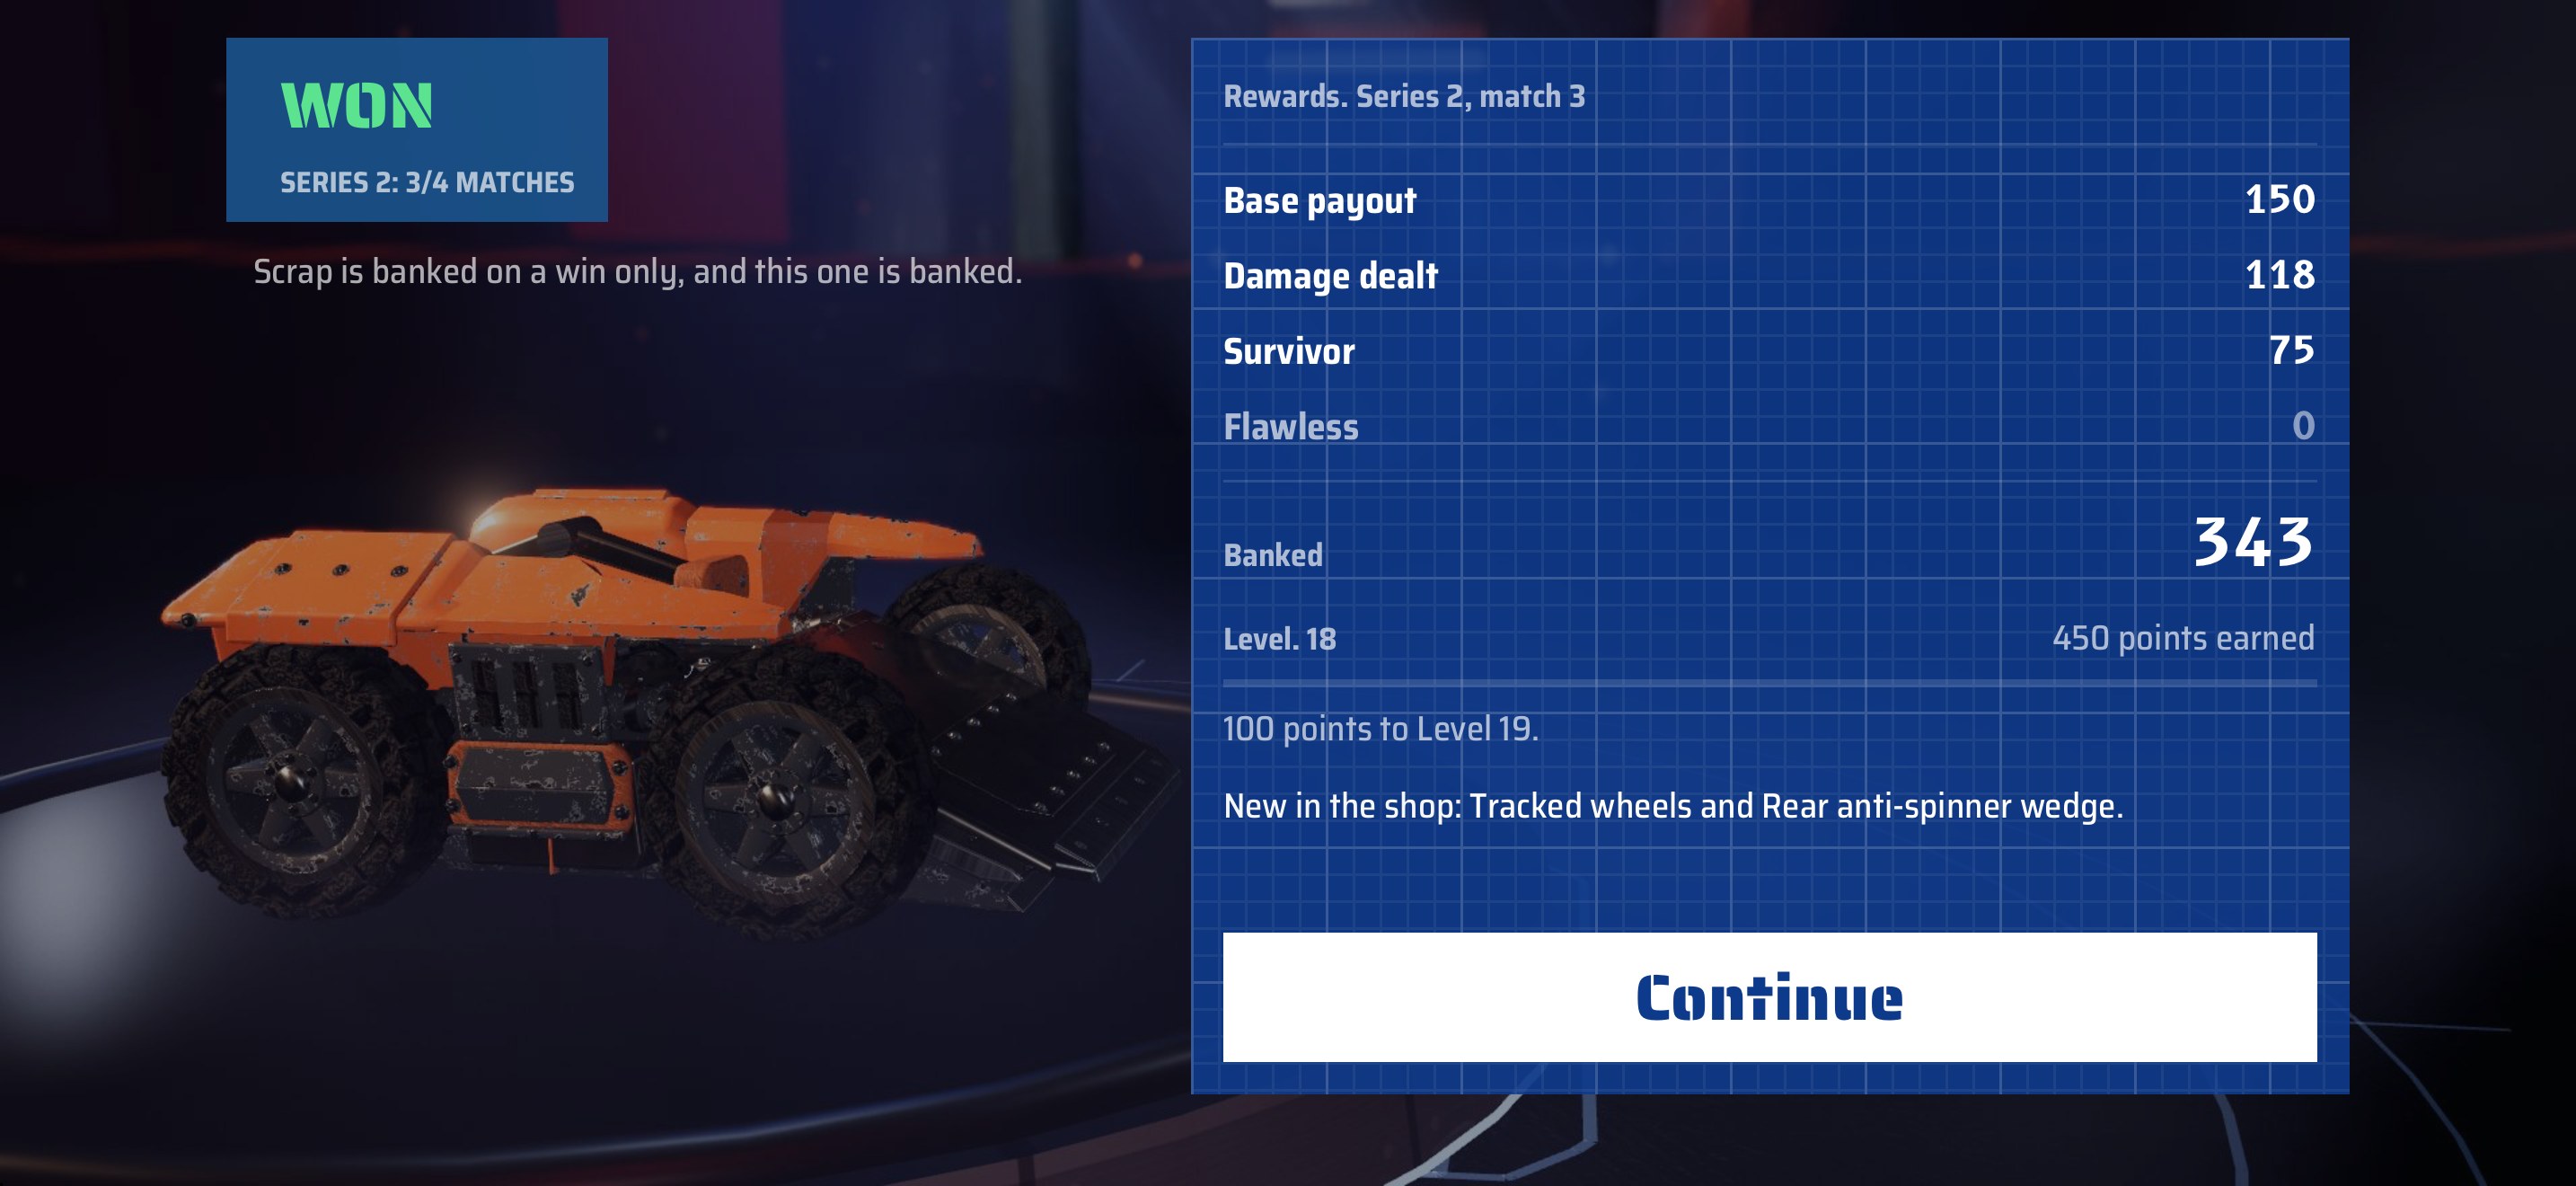 WON
SERIES 2: 3/4 MATCHES
Scrap is banked on a win only, and this one is banked.
Rewards. Series 2, match 3
Base payout 150
Damage dealt 118
Survivor 75
Flawless 0
Banked 343
Level. 18 450 points earned
100 points to Level 19.
New in the shop: Tracked wheels and Rear anti-spinner wedge.
Continue